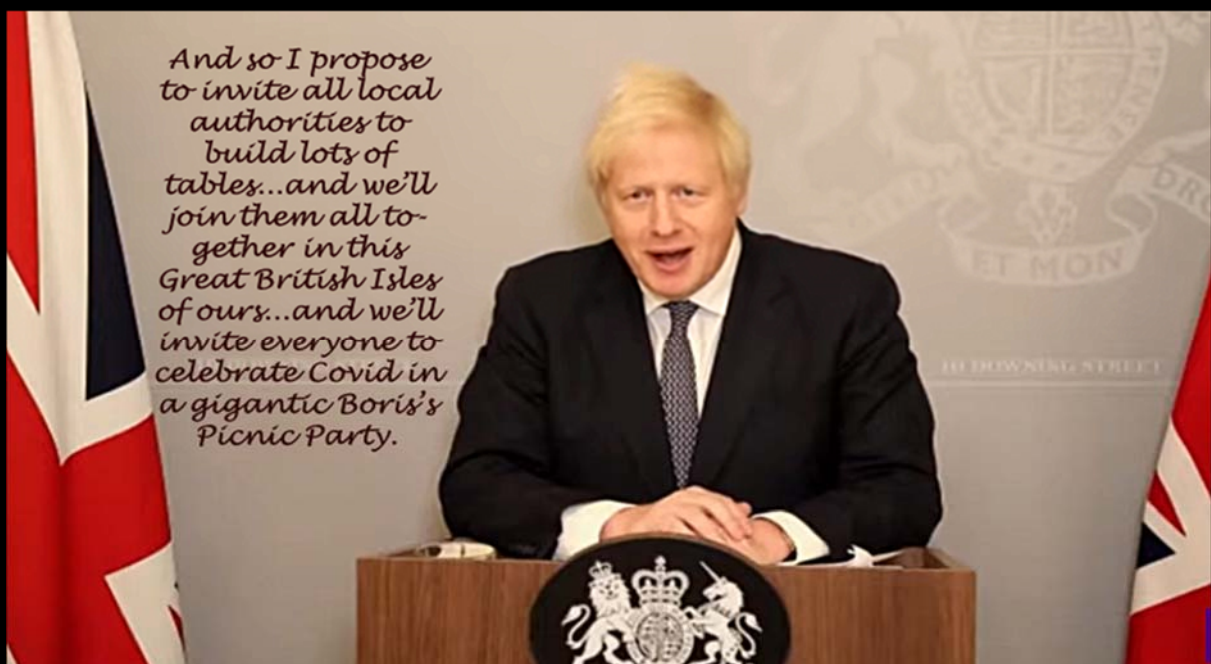 And so I propose
to invite all local
authorities to
build lots of
tables...and we'll
join them all to-
gether in this
Great British Isles
of ours...and we'll
invite everyone to
celebrate Covid in
a gigantic Boris's
Picnic Party.
ET MON
10 DOWNING STREET